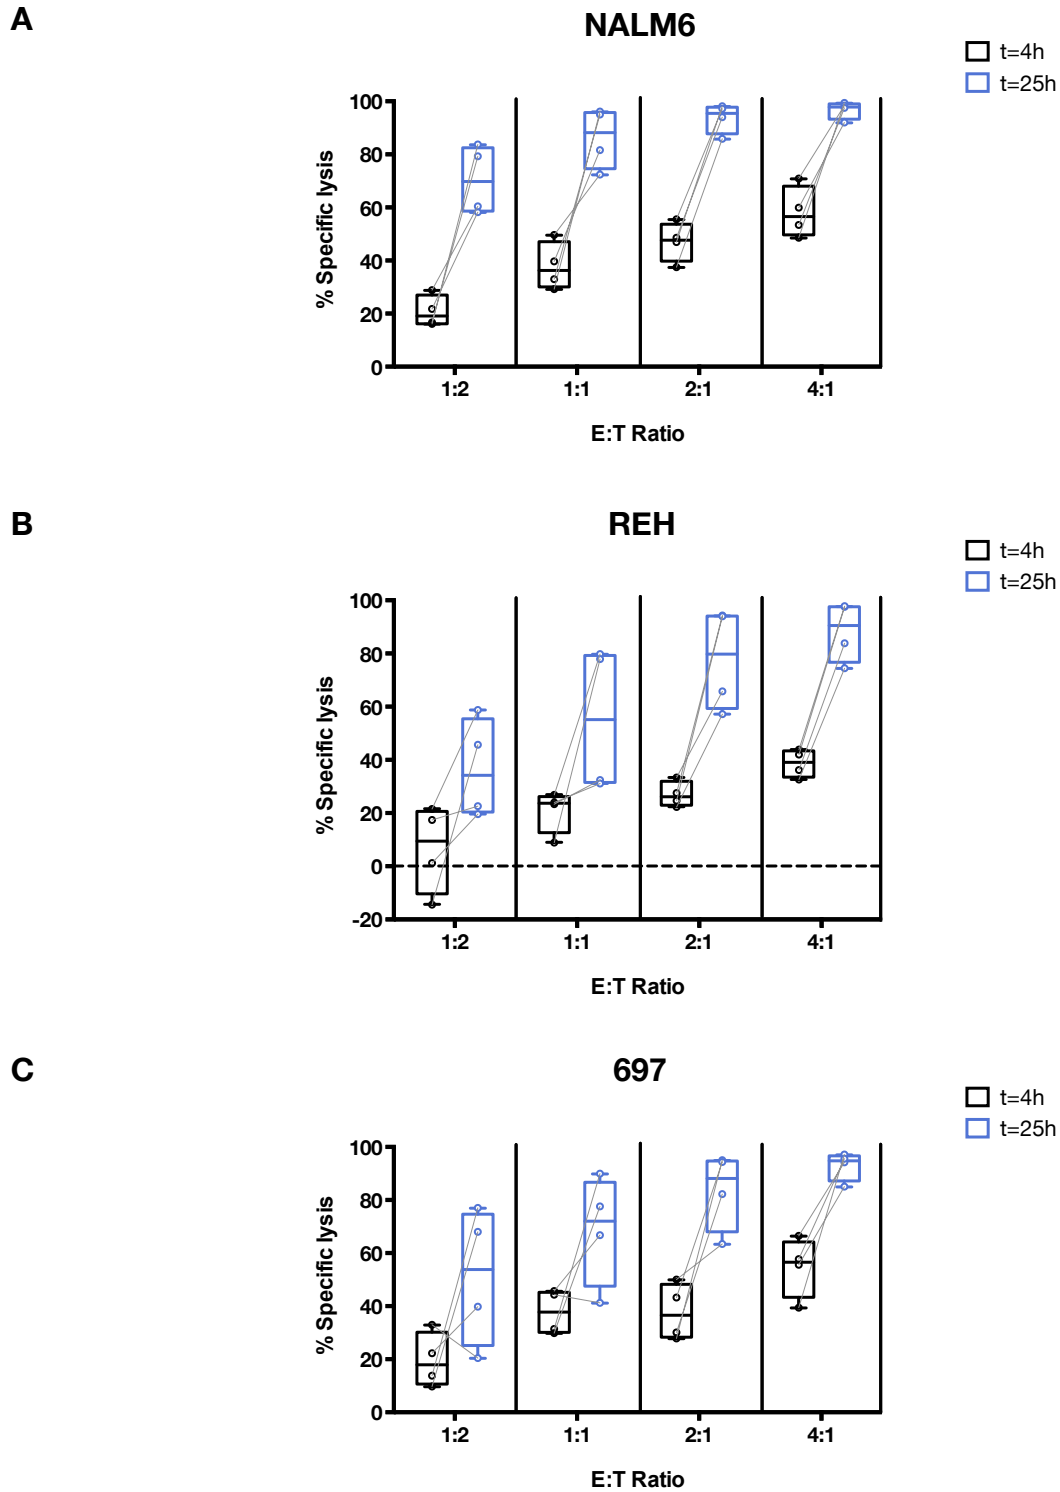 A
NALM6
t=4h
t=25h
% Specific lysis
100
80
60
40
20
0
1:2 1:1 2:1 4:1
E:T Ratio
B
REH
t=4h
t=25h
% Specific lysis
100
80
60
40
20
0
-20
1:2 1:1 2:1 4:1
E:T Ratio
C
697
t=4h
t=25h
% Specific lysis
100
80
60
40
20
0
1:2 1:1 2:1 4:1
E:T Ratio